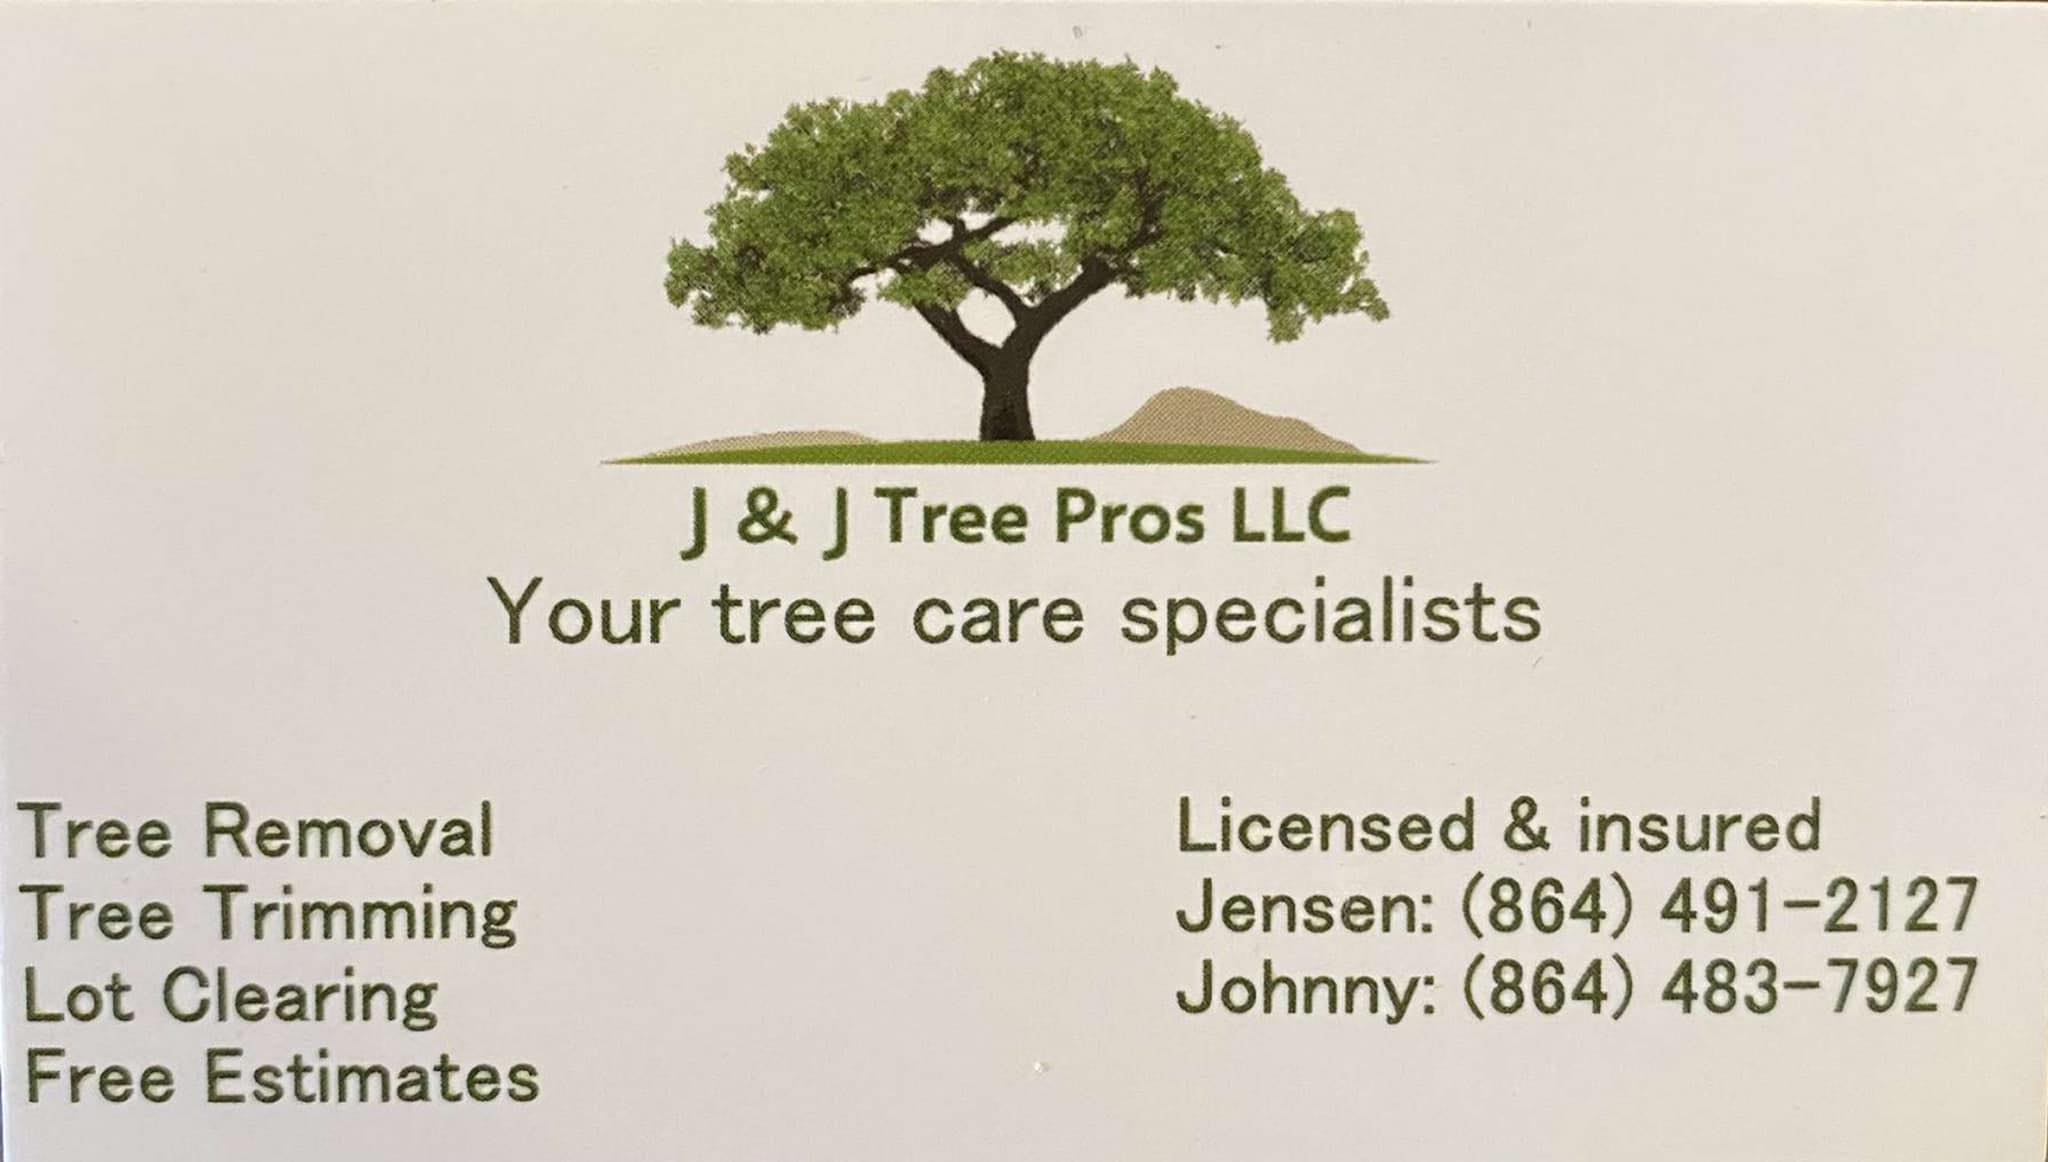 J & J Tree Pros LLC
Your tree care specialists
Tree Removal
Tree Trimming
Lot Clearing
Free Estimates
Licensed & insured
Jensen: (864) 491-2127
Johnny: (864) 483-7927